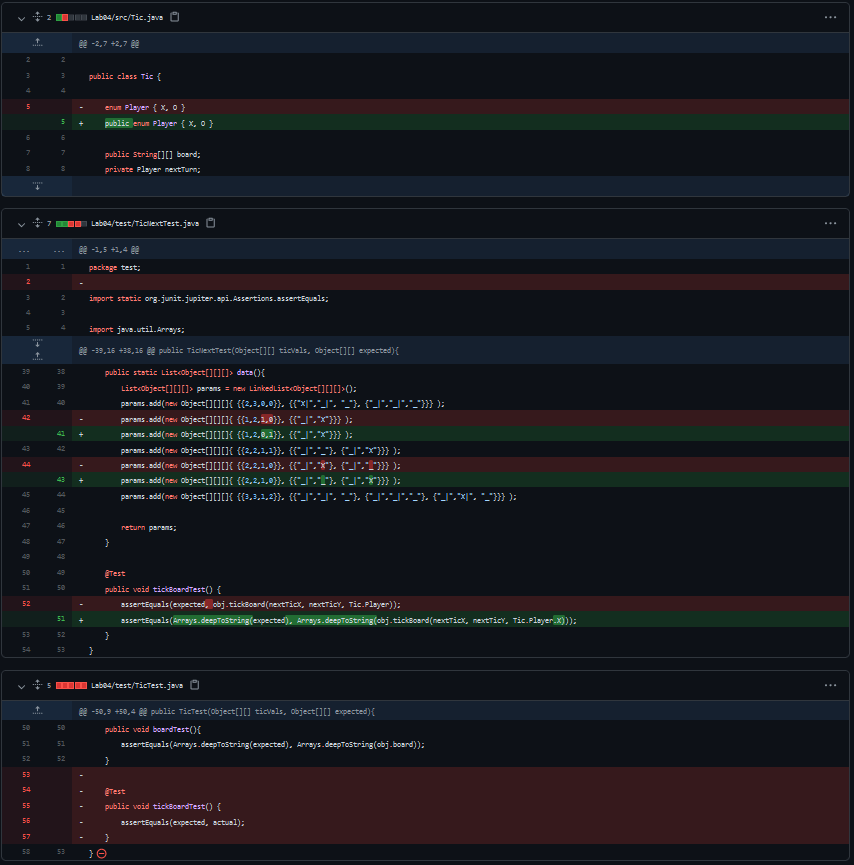 2 Lab04/src/Tic.java
@@ -2,7 +2,7 @@
2 2
3 3 public class Tic {
4 4
5 - enum Player { X, O }
5 + public enum Player { X, O }
6 6
7 7 public String[][] board;
8 8 private Player nextTurn;
7 Lab04/test/TicNextTest.java
... ... @@ -1,5 +1,4 @@
1 1 package test;
2 -
3 2 import static org.junit.jupiter.api.Assertions.assertEquals;
4 3
5 4 import java.util.Arrays;
@@ -39,16 +38,16 @@ public TicNextTest(Object[][] ticVals, Object[][] expected){
39 38 public static List<Object[][][]> data(){
40 39 List<Object[][][]> params = new LinkedList<Object[][][]>();
41 40 params.add(new Object[][][]{ {{2,3,0,0}}, {{"X|","_|", "_"}, {"_|","_|","_"}}} );
42 - params.add(new Object[][][]{ {{1,2,1,0}}, {{"_|","X"}}} );
41 + params.add(new Object[][][]{ {{1,2,0,1}}, {{"_|","X"}}} );
43 42 params.add(new Object[][][]{ {{2,2,1,1}}, {{"_|","_"}, {"_|","X"}}} );
44 - params.add(new Object[][][]{ {{2,2,1,0}}, {{"_|","X"}, {"_|","_"}}} );
43 + params.add(new Object[][][]{ {{2,2,1,0}}, {{"_|","_"}, {"_|","X"}}} );
45 44 params.add(new Object[][][]{ {{3,3,1,2}}, {{"_|","_|", "_"}, {"_|","_|","_"}, {"_|","X|", "_"}}} );
46 45
47 46 return params;
48 47 }
49 48
50 49 @Test
51 50 public void tickBoardTest() {
52 - assertEquals(expected, obj.tickBoard(nextTicX, nextTicY, Tic.Player));
51 + assertEquals(Arrays.deepToString(expected), Arrays.deepToString(obj.tickBoard(nextTicX, nextTicY, Tic.Player.X)));
53 52 }
54 53 }
5 Lab04/test/TicTest.java
@@ -50,9 +50,4 @@ public TicTest(Object[][] ticVals, Object[][] expected){
50 50 public void boardTest(){
51 51 assertEquals(Arrays.deepToString(expected), Arrays.deepToString(obj.board));
52 52 }
53 -
54 - @Test
55 - public void tickBoardTest() {
56 - assertEquals(expected, actual);
57 - }
58 53 }